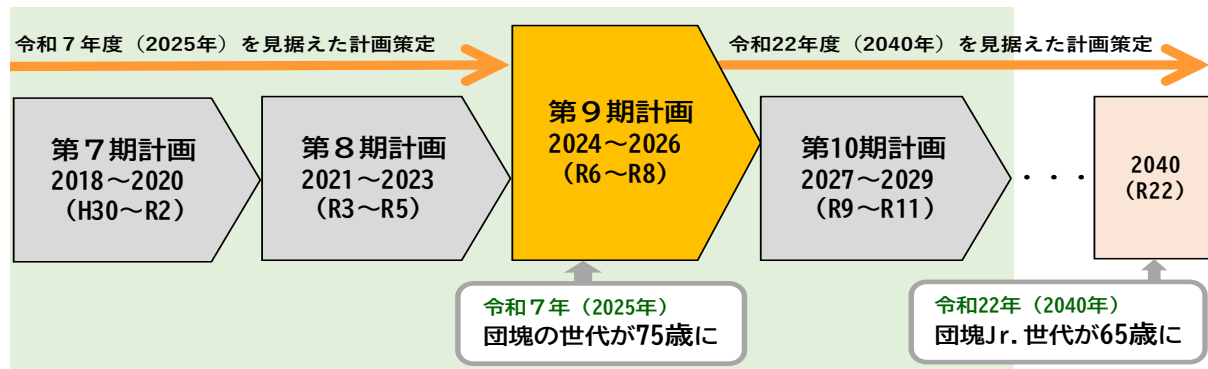 令和７年度（2025年）を見据えた計画策定
令和22年度（2040年）を見据えた計画策定
第７期計画
2018～2020
（H30～R2）
第８期計画
2021～2023
（R3～R5）
第９期計画
2024～2026
（R6～R8）
第10期計画
2027～2029
（R9～R11）
・・・
2040
（R22）
令和７年（2025年）
団塊の世代が75歳に
令和22年（2040年）
団塊Jr.世代が65歳に